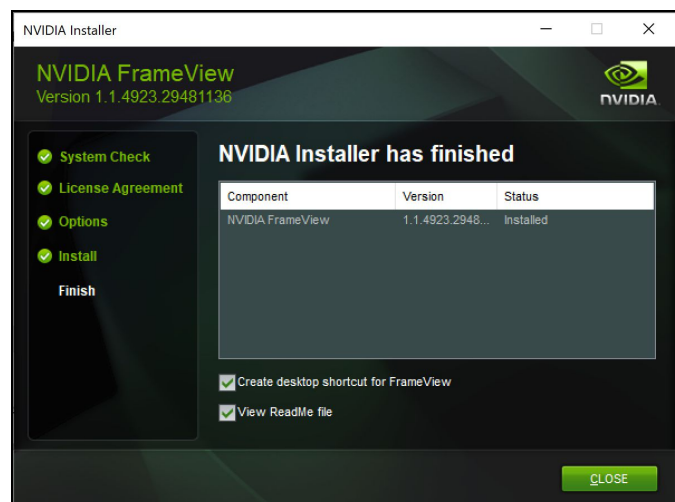 NVIDIA Installer
NVIDIA FrameView
Version 1.1.4923.29481136
NVIDIA.
System Check
License Agreement
Options
Install
Finish
NVIDIA Installer has finished
Component Version Status
NVIDIA FrameView 1.1.4923.2948... Installed
Create desktop shortcut for FrameView
View ReadMe file
CLOSE